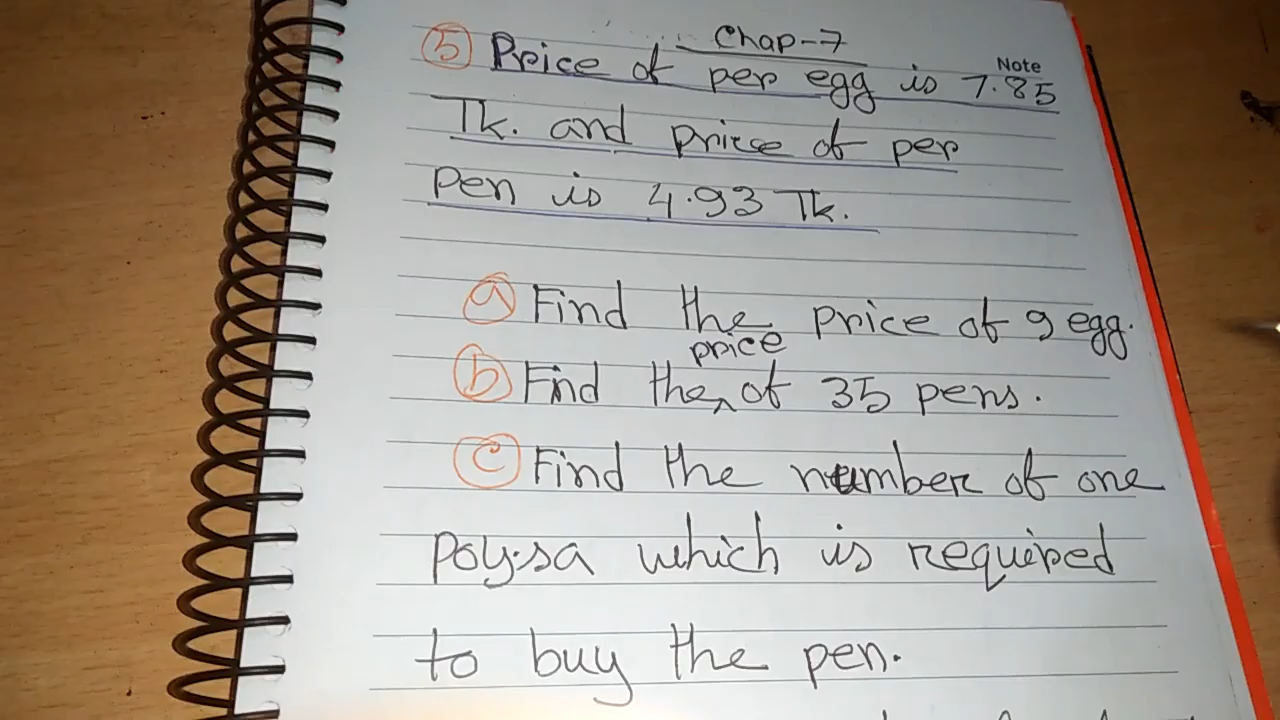 Chap-7
Note
⑤ Price of per egg is 7.85
Tk. and price of per
pen is 4.93 Tk.
ⓐ Find the price of 9 egg.
price
ⓑ Find the ‸ of 35 pens.
ⓒ Find the number of one
poysa which is required
to buy the pen.